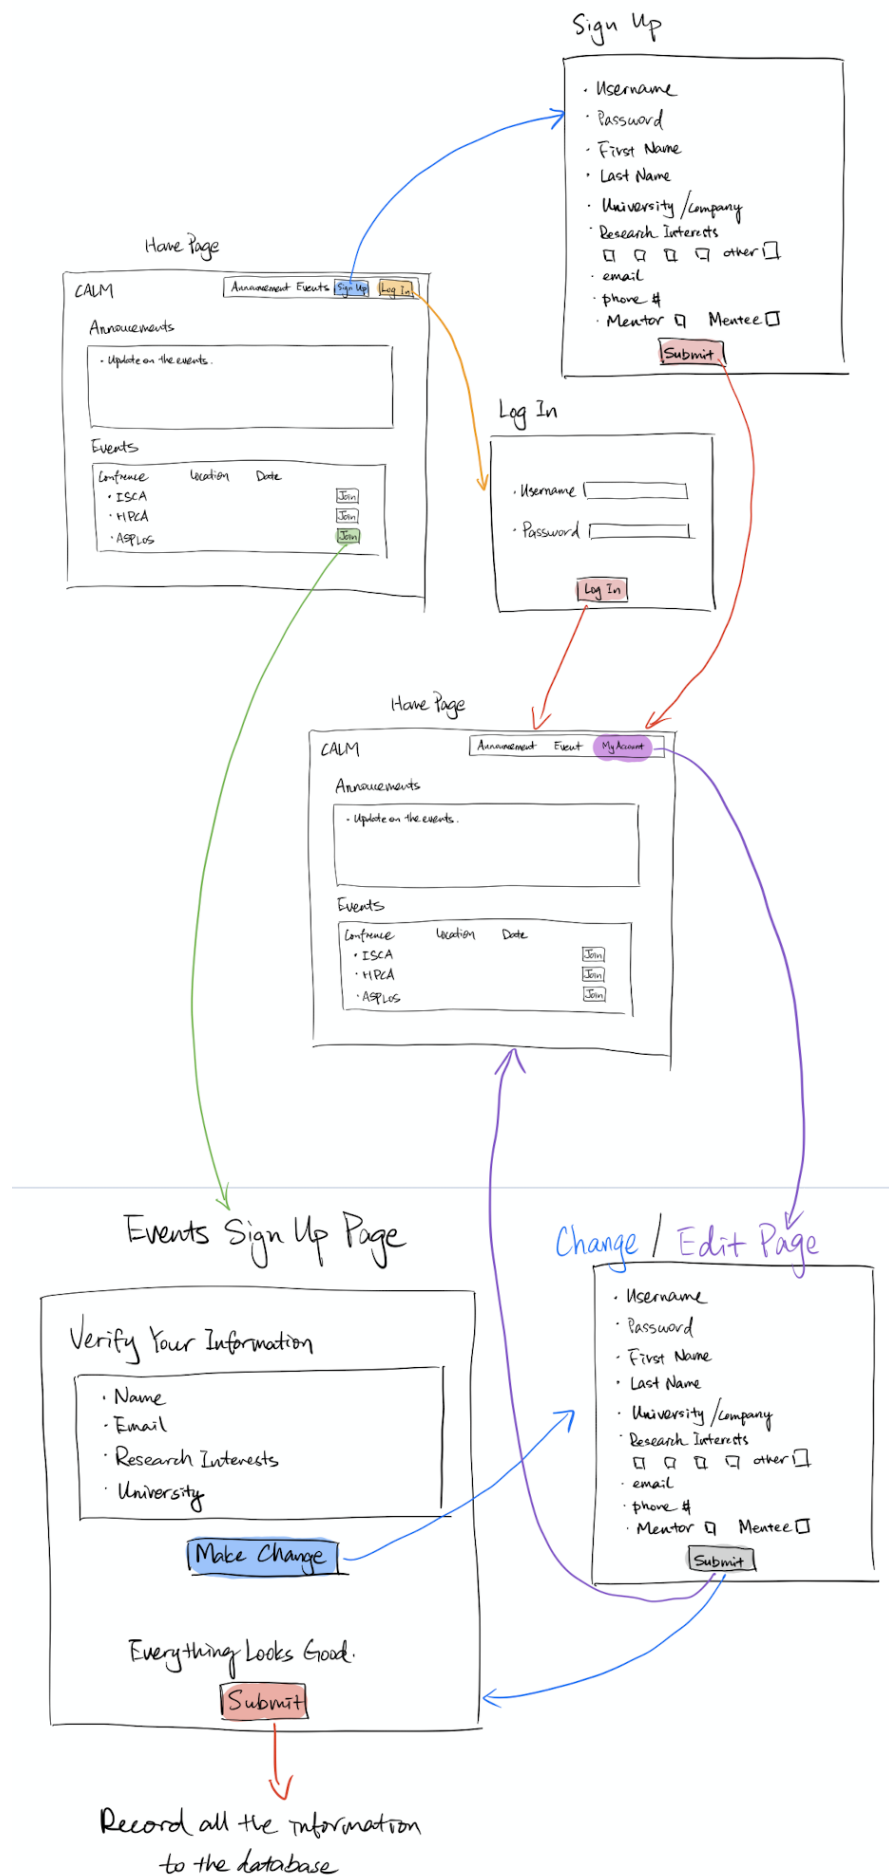 Sign Up
· Username
· Password
· First Name
· Last Name
· University / Company
· Research Interests
other
· email
· phone #
· Mentor Mentee
Submit
Home Page
CALM Announcement Events Sign Up Log In
Announcements
· Update on the events.
Events
Confrence Location Date
· ISCA Join
· HPCA Join
· ASPLOS Join
Log In
· Username
· Password
Log In
Home Page
CALM Announcement Event My Account
Annoucements
· Update on the events.
Events
Confrence Location Date
· ISCA Join
· HPCA Join
· ASPLOS Join
Events Sign Up Page
Verify Your Information
· Name
· Email
· Research Interests
· University
Make Change
Everything Looks Good.
Submit
Record all the information
to the database
Change / Edit Page
· Username
· Password
· First Name
· Last Name
· University / Company
· Research Interests
other
· email
· phone #
· Mentor Mentee
Submit